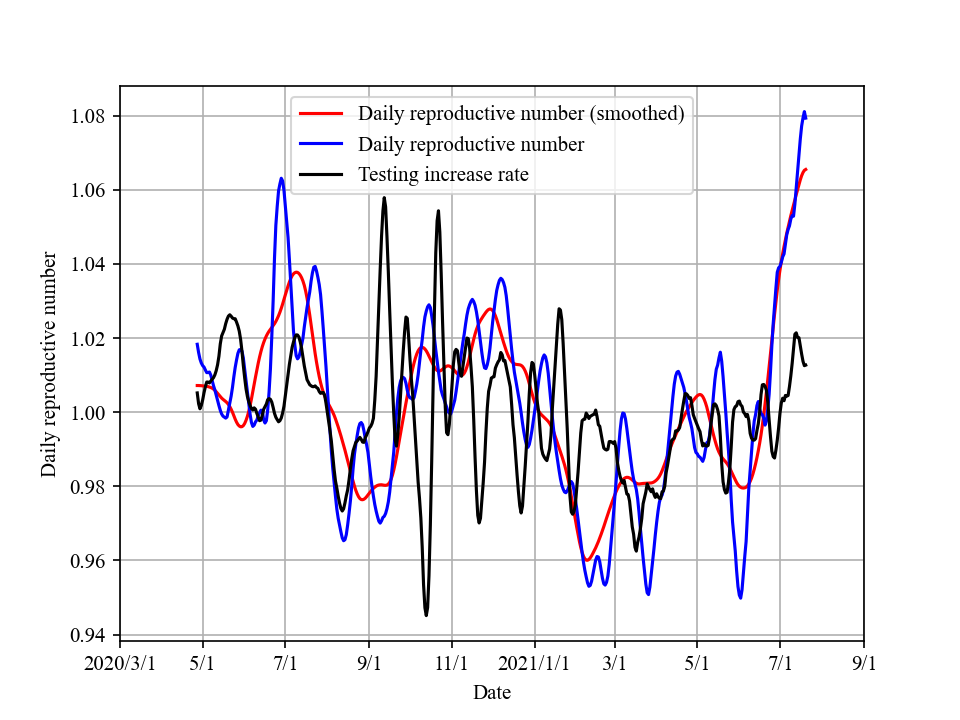 Daily reproductive number (smoothed)
Daily reproductive number
Testing increase rate
Daily reproductive number
1.08
1.06
1.04
1.02
1.00
0.98
0.96
0.94
2020/3/1 5/1 7/1 9/1 11/1 2021/1/1 3/1 5/1 7/1 9/1
Date